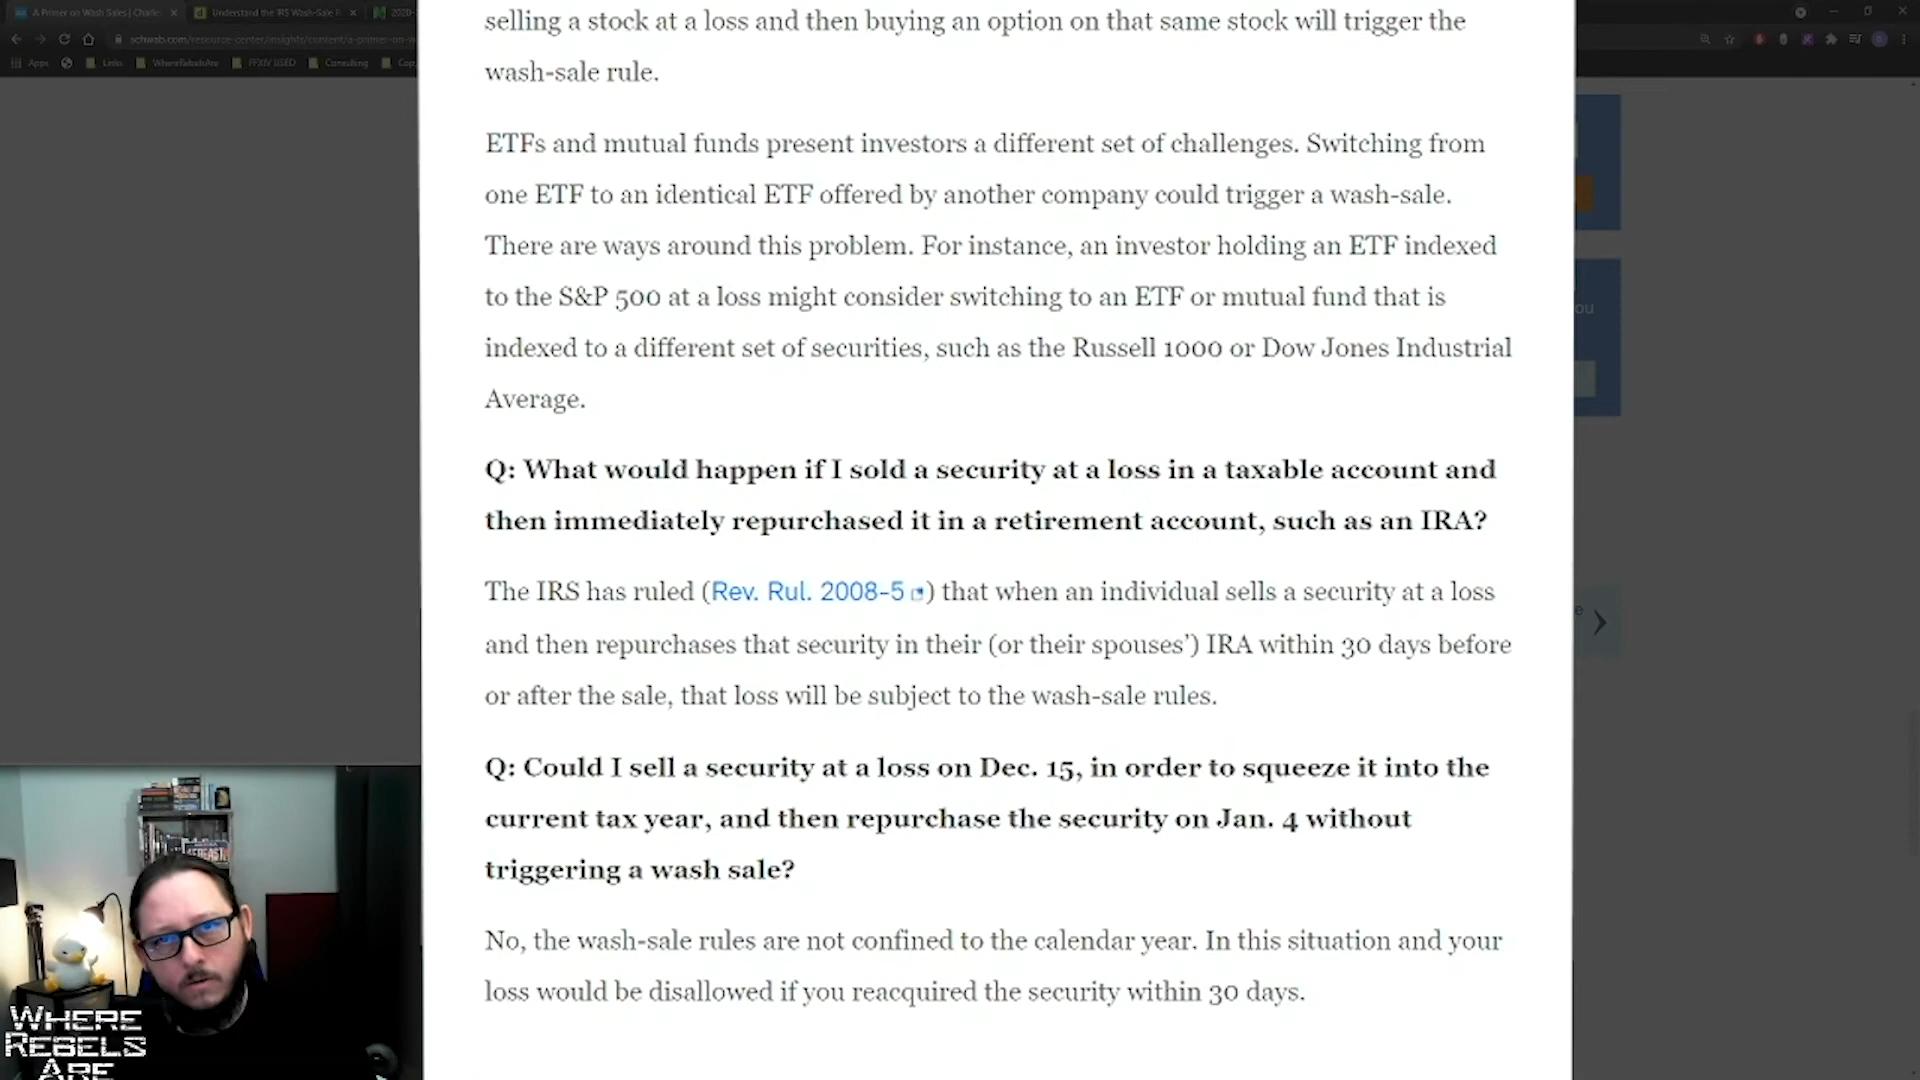 A Primer on Wash Sales | Charle
Understand the IRS Wash-Sale R
2020-
schwab.com/resource-center/insights/content/a-primer-on-w
Apps
Links
WhereRebelsAre
FFXIV USED
Consulting
selling a stock at a loss and then buying an option on that same stock will trigger the
wash-sale rule.
ETFs and mutual funds present investors a different set of challenges. Switching from
one ETF to an identical ETF offered by another company could trigger a wash-sale.
There are ways around this problem. For instance, an investor holding an ETF indexed
to the S&P 500 at a loss might consider switching to an ETF or mutual fund that is
indexed to a different set of securities, such as the Russell 1000 or Dow Jones Industrial
Average.
Q: What would happen if I sold a security at a loss in a taxable account and
then immediately repurchased it in a retirement account, such as an IRA?
The IRS has ruled (Rev. Rul. 2008-5) that when an individual sells a security at a loss
and then repurchases that security in their (or their spouses’) IRA within 30 days before
or after the sale, that loss will be subject to the wash-sale rules.
Q: Could I sell a security at a loss on Dec. 15, in order to squeeze it into the
current tax year, and then repurchase the security on Jan. 4 without
triggering a wash sale?
No, the wash-sale rules are not confined to the calendar year. In this situation and your
loss would be disallowed if you reacquired the security within 30 days.
ou
e
WHERE
REBELS
ARE